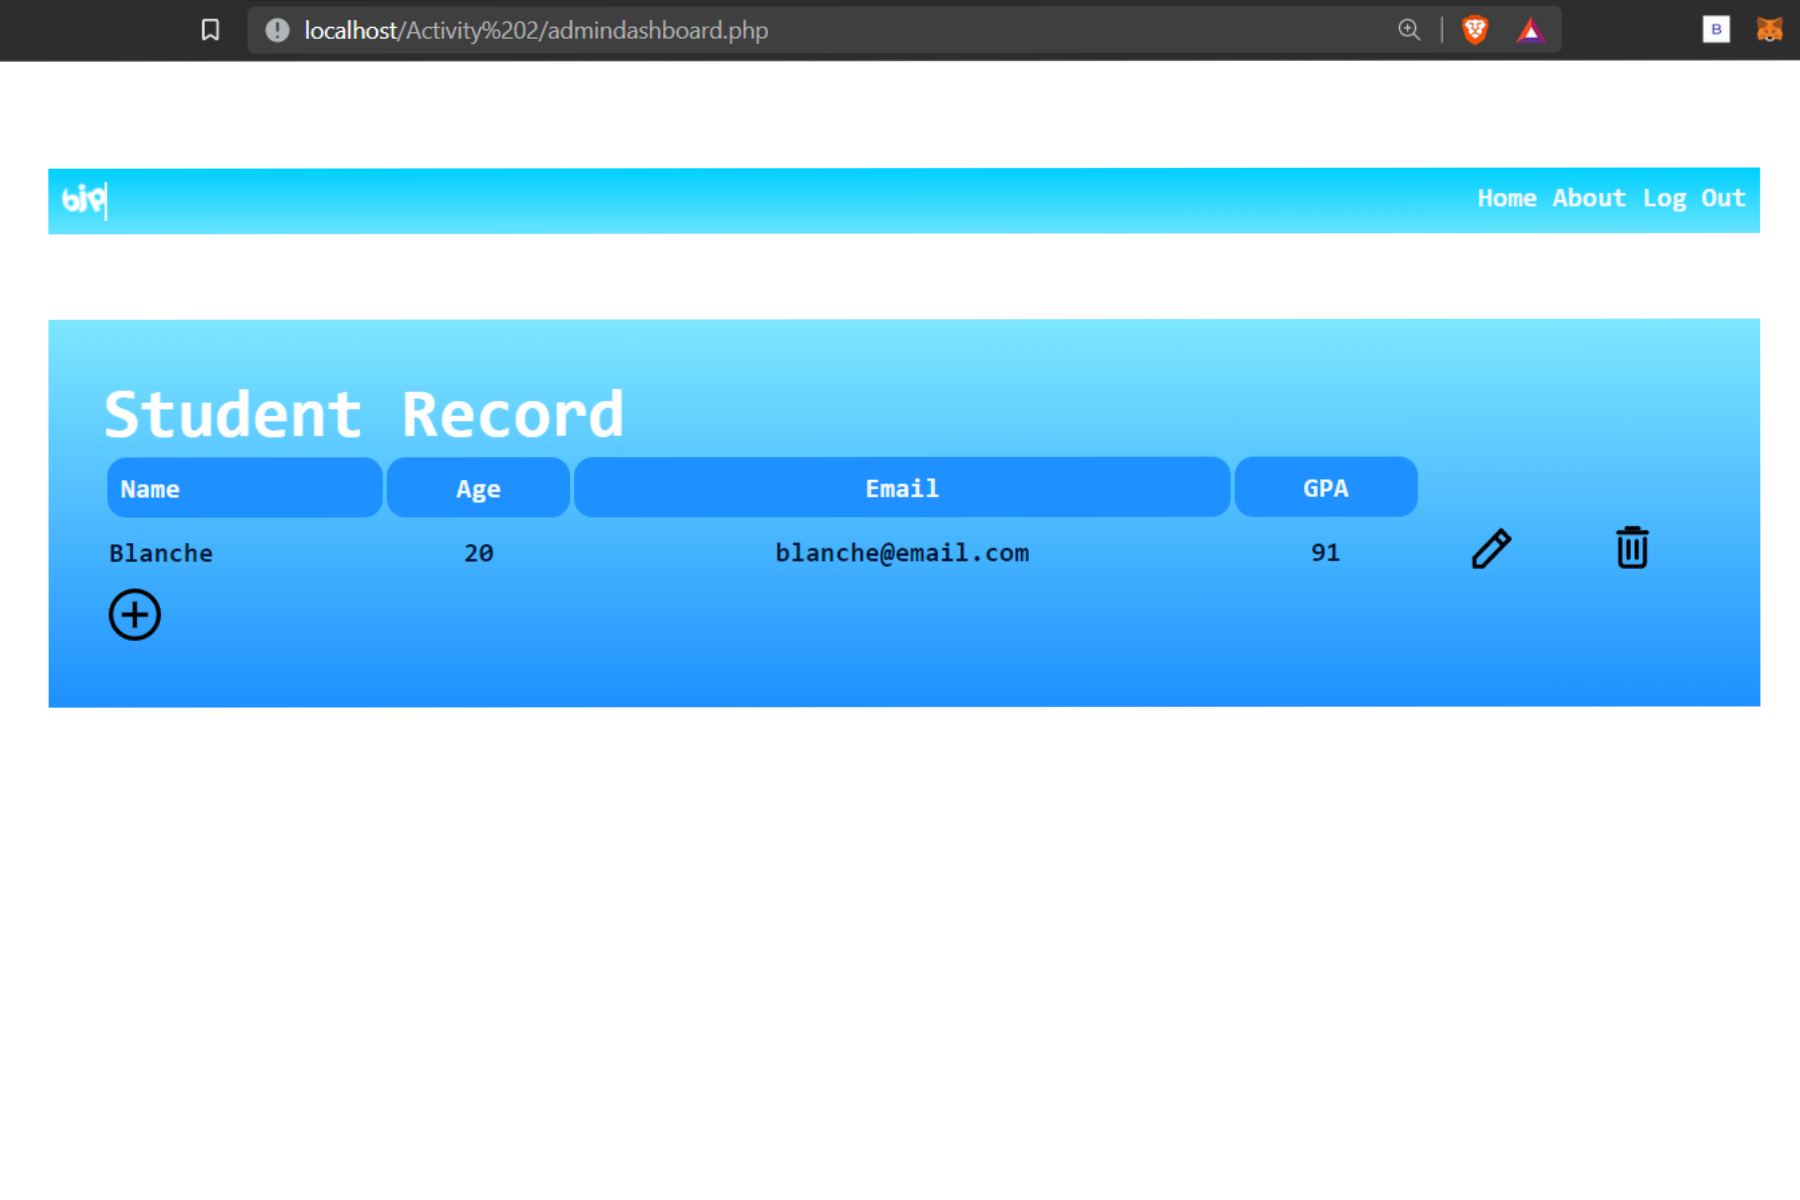 localhost/Activity%202/admindashboard.php
B
Home About Log Out
Student Record
Name Age Email GPA
Blanche 20 blanche@email.com 91